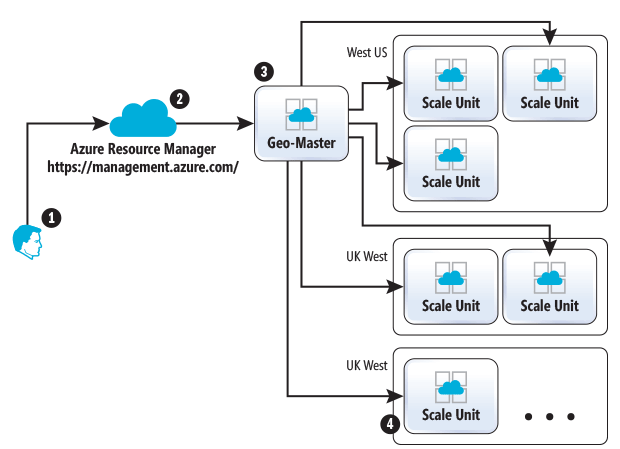 West US
Scale Unit
Scale Unit
3
2
Geo-Master
Azure Resource Manager
https://management.azure.com/
Scale Unit
1
UK West
Scale Unit
Scale Unit
UK West
Scale Unit
4
• • •